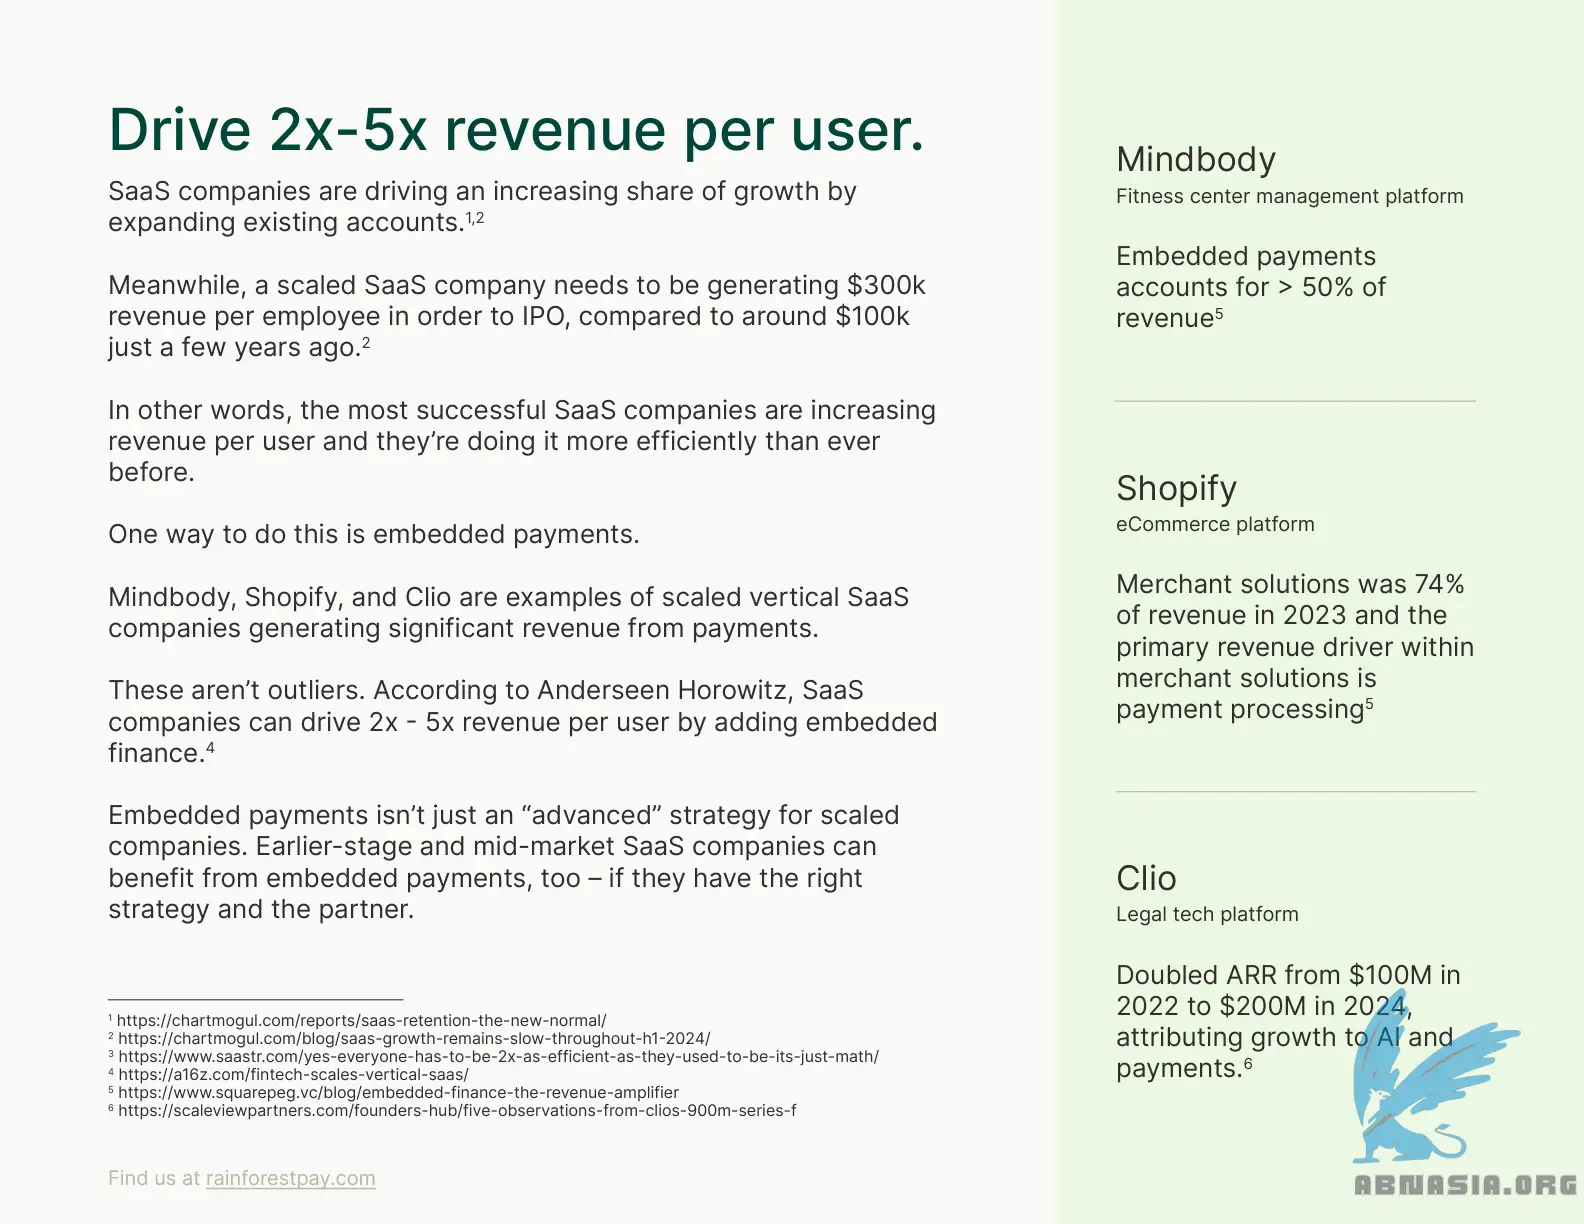 Drive 2x-5x revenue per user.
SaaS companies are driving an increasing share of growth by
expanding existing accounts.1,2
Meanwhile, a scaled SaaS company needs to be generating $300k
revenue per employee in order to IPO, compared to around $100k
just a few years ago.2
In other words, the most successful SaaS companies are increasing
revenue per user and they’re doing it more efficiently than ever
before.
One way to do this is embedded payments.
Mindbody, Shopify, and Clio are examples of scaled vertical SaaS
companies generating significant revenue from payments.
These aren’t outliers. According to Anderseen Horowitz, SaaS
companies can drive 2x - 5x revenue per user by adding embedded
finance.4
Embedded payments isn’t just an “advanced” strategy for scaled
companies. Earlier-stage and mid-market SaaS companies can
benefit from embedded payments, too – if they have the right
strategy and the partner.
1 https://chartmogul.com/reports/saas-retention-the-new-normal/
2 https://chartmogul.com/blog/saas-growth-remains-slow-throughout-h1-2024/
3 https://www.saastr.com/yes-everyone-has-to-be-2x-as-efficient-as-they-used-to-be-its-just-math/
4 https://a16z.com/fintech-scales-vertical-saas/
5 https://www.squarepeg.vc/blog/embedded-finance-the-revenue-amplifier
6 https://scaleviewpartners.com/founders-hub/five-observations-from-clios-900m-series-f
Find us at rainforestpay.com
Mindbody
Fitness center management platform
Embedded payments
accounts for > 50% of
revenue5
Shopify
eCommerce platform
Merchant solutions was 74%
of revenue in 2023 and the
primary revenue driver within
merchant solutions is
payment processing5
Clio
Legal tech platform
Doubled ARR from $100M in
2022 to $200M in 2024,
attributing growth to AI and
payments.6
ABNASIA.ORG